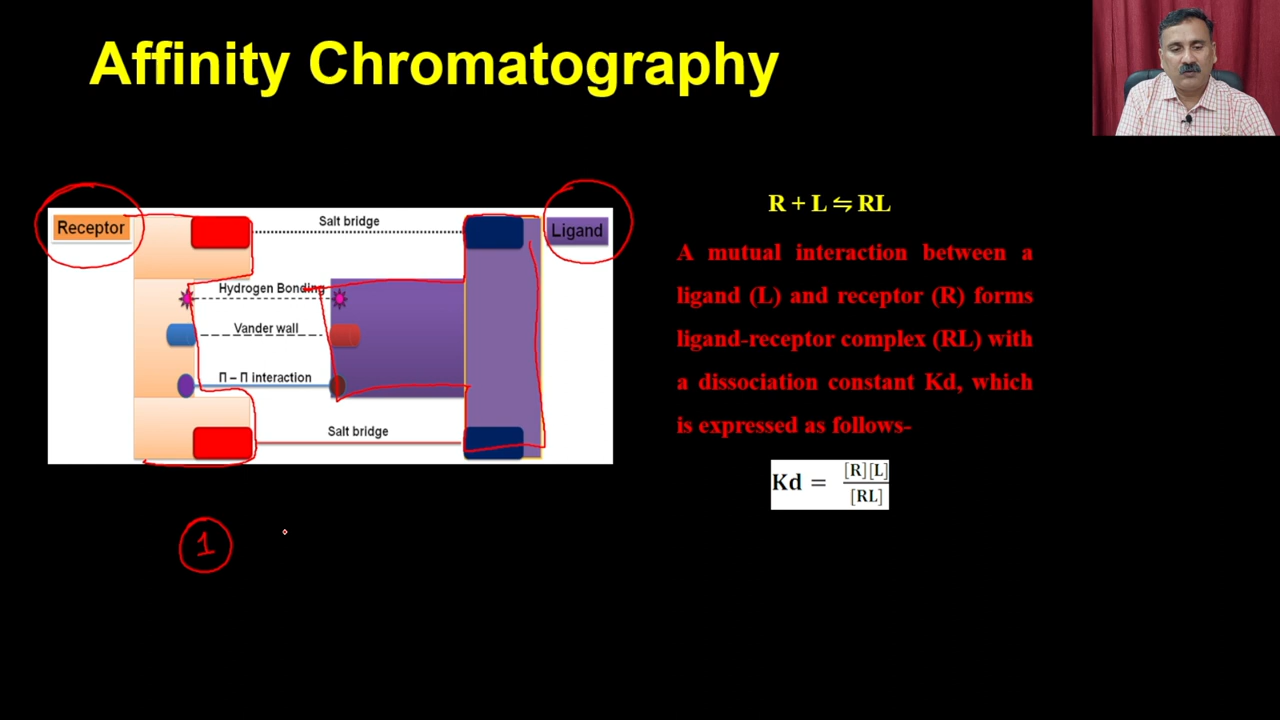 Affinity Chromatography
Receptor
Salt bridge
Ligand
Hydrogen Bonding
Vander wall
Π – Π interaction
Salt bridge
1
R + L ⇋ RL
A mutual interaction between a
ligand (L) and receptor (R) forms
ligand-receptor complex (RL) with
a dissociation constant Kd, which
is expressed as follows-
Kd = [R][L]
[RL]